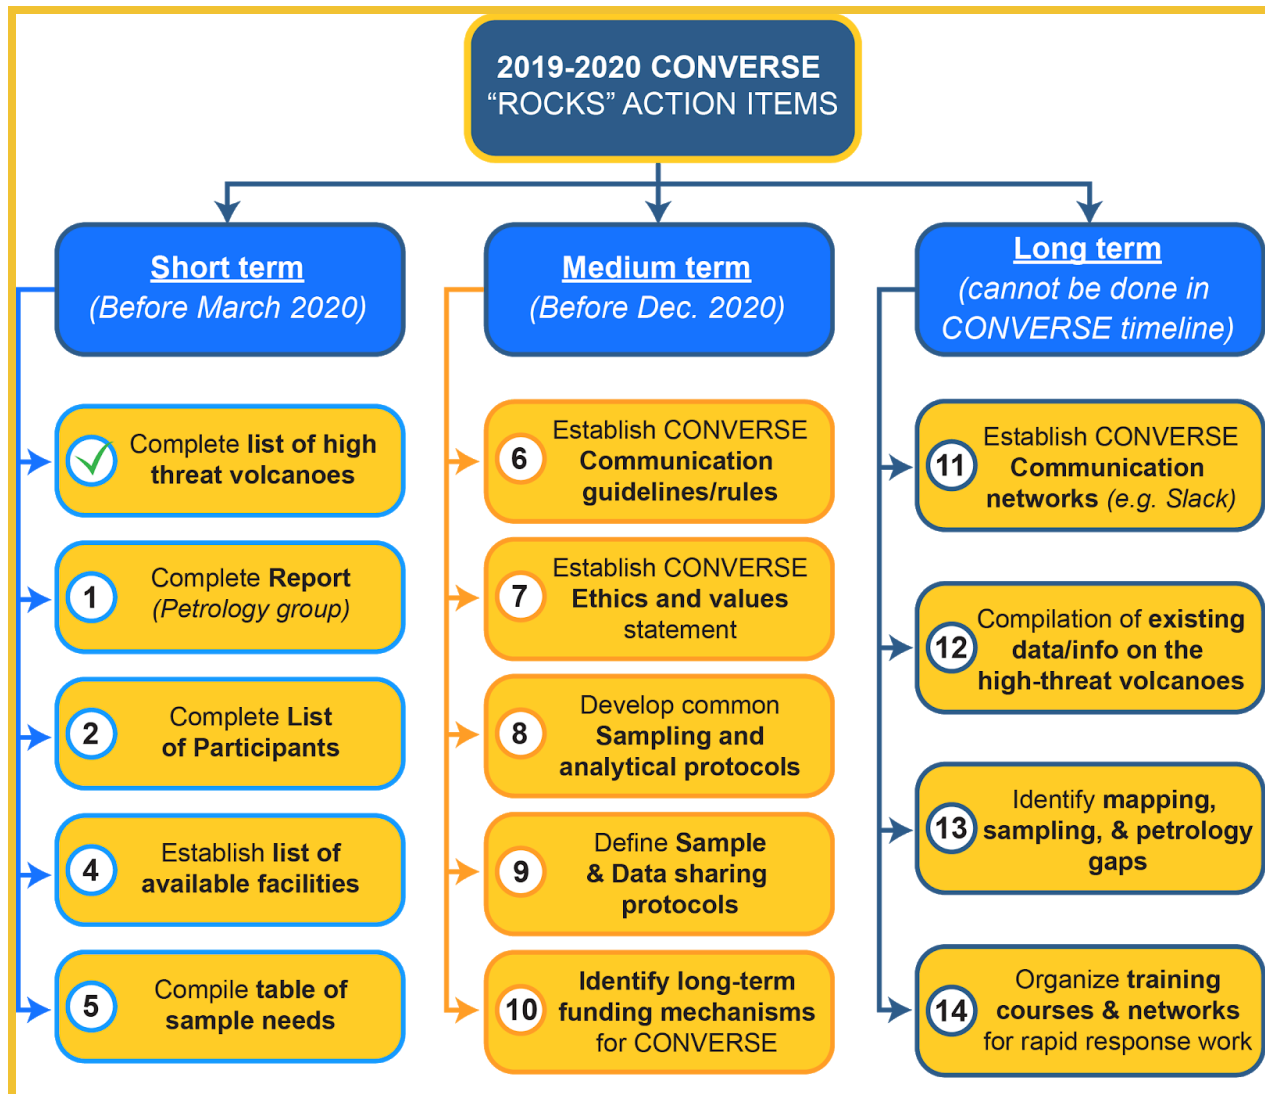 2019-2020 CONVERSE
“ROCKS” ACTION ITEMS
Short term
(Before March 2020)
Complete list of high
threat volcanoes
1
Complete Report
(Petrology group)
2
Complete List
of Participants
4
Establish list of
available facilities
5
Compile table of
sample needs
Medium term
(Before Dec. 2020)
6
Establish CONVERSE
Communication
guidelines/rules
7
Establish CONVERSE
Ethics and values
statement
8
Develop common
Sampling and
analytical protocols
9
Define Sample
& Data sharing
protocols
10
Identify long-term
funding mechanisms
for CONVERSE
Long term
(cannot be done in
CONVERSE timeline)
11
Establish CONVERSE
Communication
networks (e.g. Slack)
12
Compilation of existing
data/info on the
high-threat volcanoes
13
Identify mapping,
sampling, & petrology
gaps
14
Organize training
courses & networks
for rapid response work